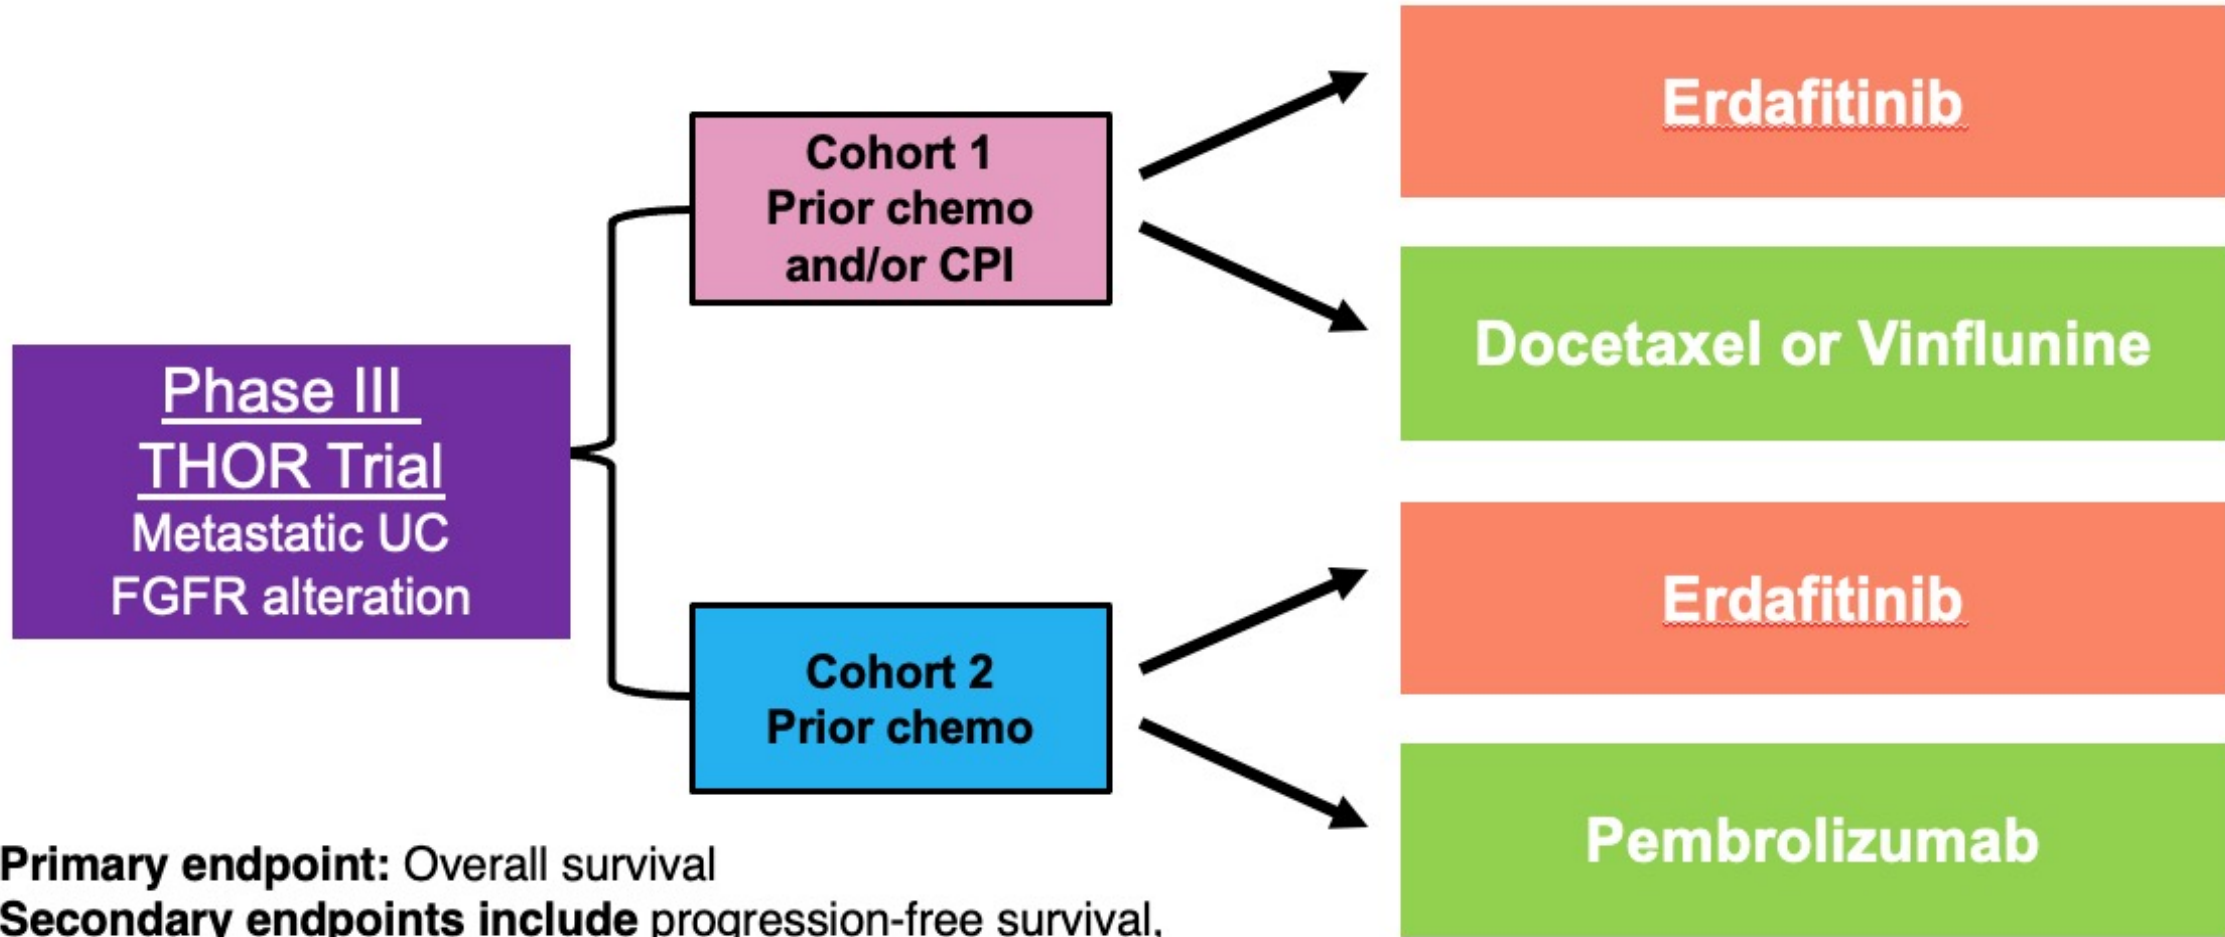 Phase III
THOR Trial
Metastatic UC
FGFR alteration
Cohort 1
Prior chemo
and/or CPI
Cohort 2
Prior chemo
Erdafitinib
Docetaxel or Vinflunine
Erdafitinib
Pembrolizumab
Primary endpoint: Overall survival
Secondary endpoints include progression-free survival,